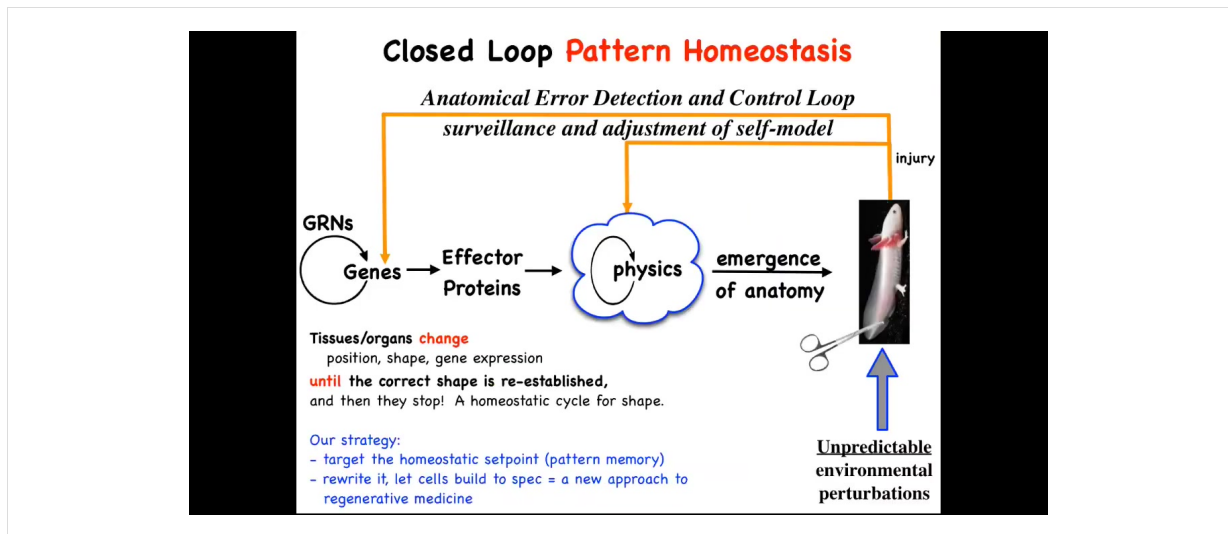 Closed Loop Pattern Homeostasis
Anatomical Error Detection and Control Loop
surveillance and adjustment of self-model
injury
GRNs
Genes
Effector
Proteins
physics
emergence
of anatomy
Tissues/organs change
position, shape, gene expression
until the correct shape is re-established,
and then they stop! A homeostatic cycle for shape.
Our strategy:
- target the homeostatic setpoint (pattern memory)
- rewrite it, let cells build to spec = a new approach to
regenerative medicine
Unpredictable
environmental
perturbations